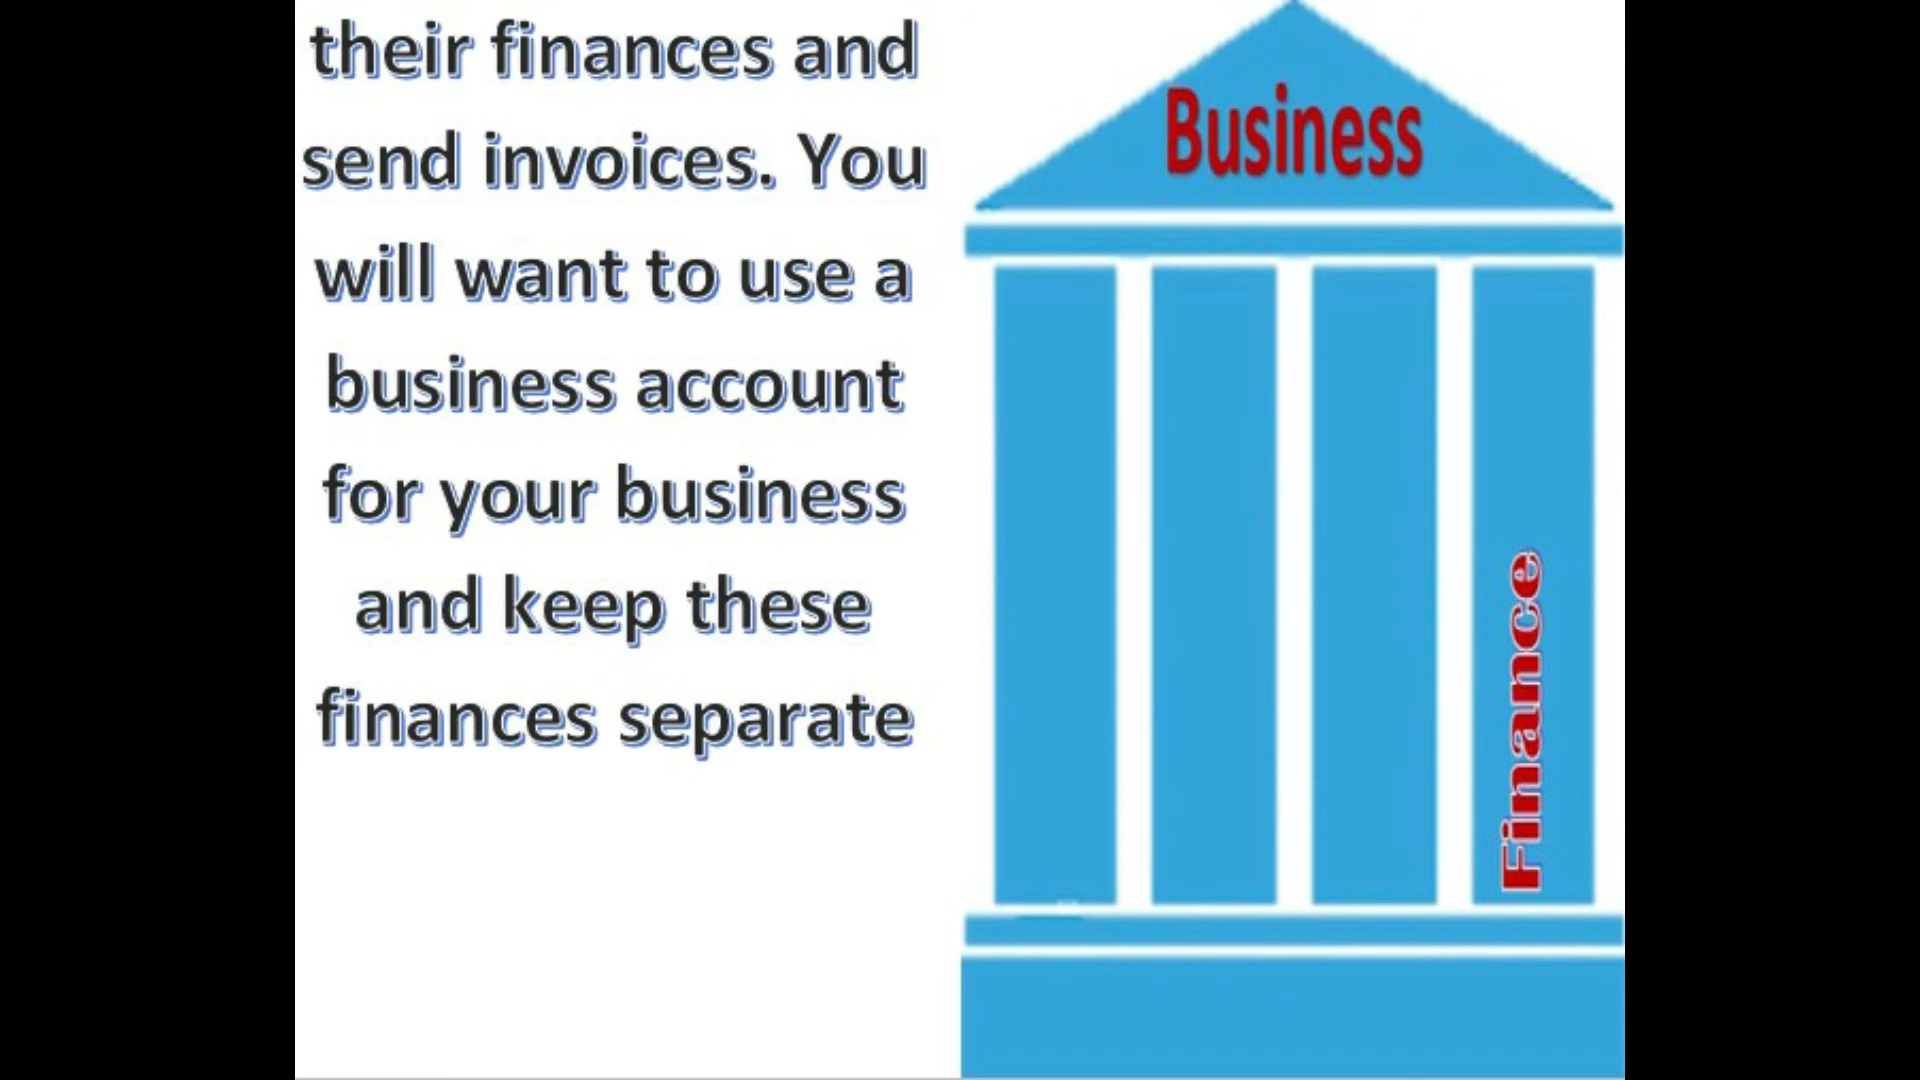 their finances and
send invoices. You
will want to use a
business account
for your business
and keep these
finances separate
Business
Finance